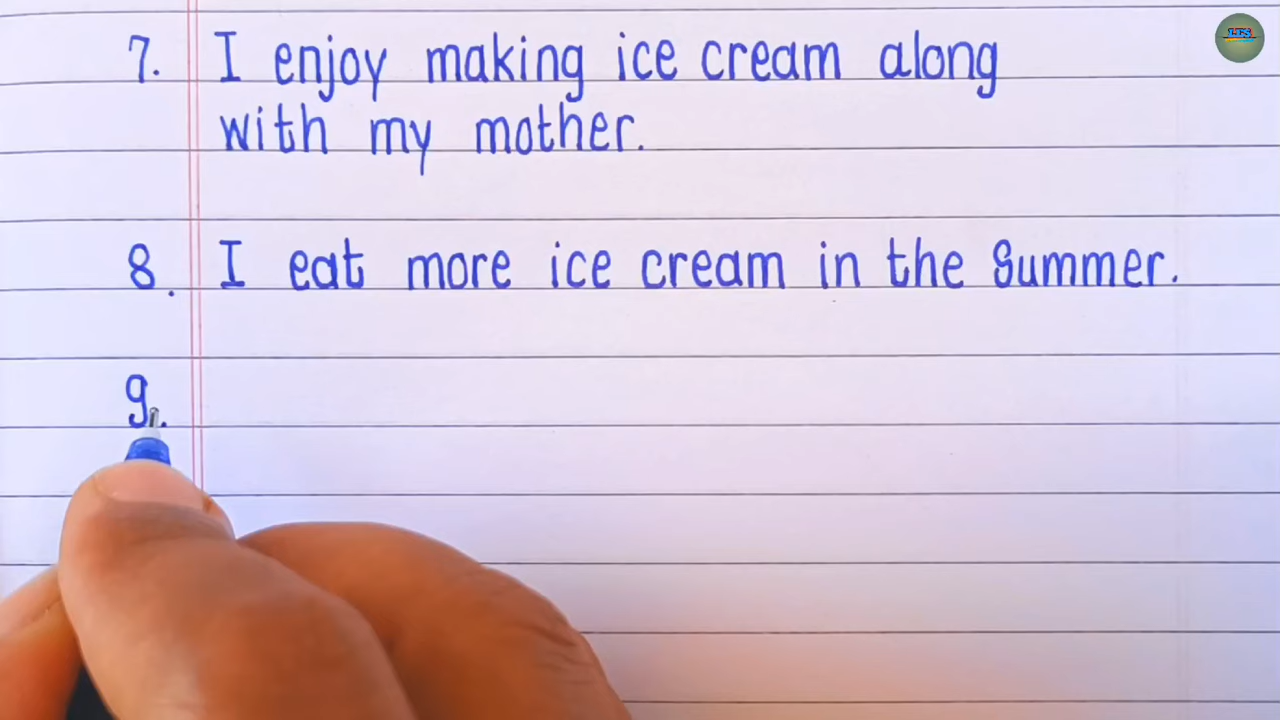 7. I enjoy making ice cream along
with my mother.
8. I eat more ice cream in the Summer.
9.